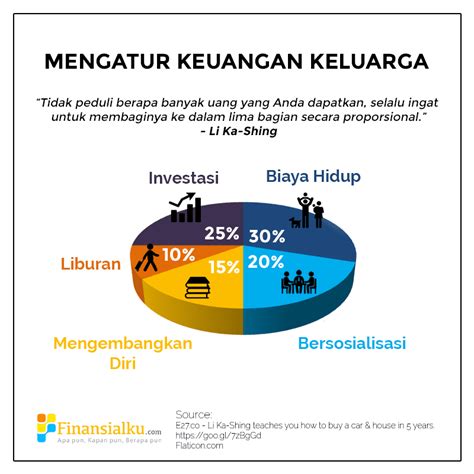 MENGATUR KEUANGAN KELUARGA
"Tidak peduli berapa banyak uang yang Anda dapatkan, selalu ingat
untuk membaginya ke dalam lima bagian secara proporsional."
- Li Ka-Shing
Investasi
Biaya Hidup
25%
30%
Liburan
10%
15%
20%
Mengembangkan
Diri
Bersosialisasi
Finansialku.com
Apa pun, Kapan pun, Berapa pun
Source:
E27.co - Li Ka-Shing teaches you how to buy a car & house in 5 years.
https://goo.gl/7zBgGd
Flaticon.com